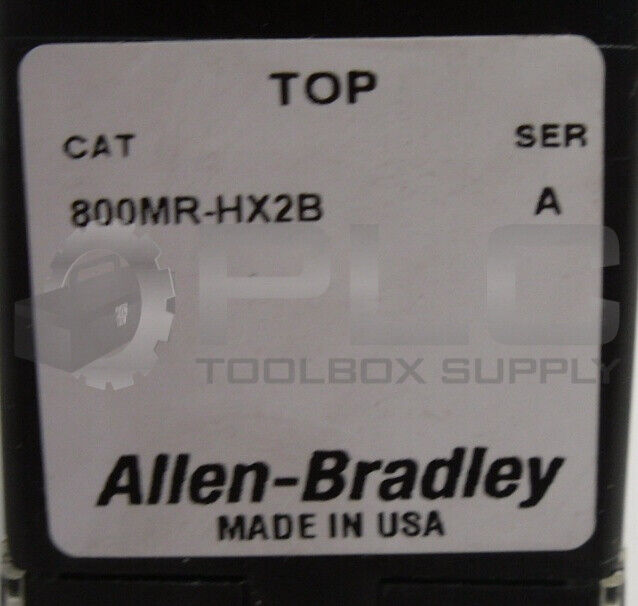 TOP
CAT SER
800MR-HX2B A
PLC
TOOLBOX SUPPLY
Allen-Bradley
MADE IN USA